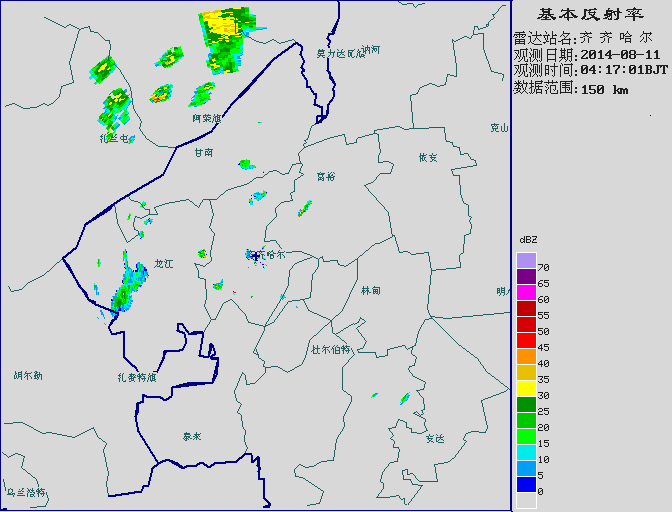 基本反射率
雷达站名:齐 齐 哈 尔
观测日期:2014-08-11
观测时间:04:17:01BJT
数据范围:150 km
莫力达瓦旗
讷河
克山
阿荣旗
扎兰屯
甘南
依安
富裕
齐齐哈尔
龙江
林甸
明水
杜尔伯特
胡尔勒
扎赉特旗
泰来
安达
乌兰浩特
dBZ
70
65
60
55
50
45
40
35
30
25
20
15
10
5
0